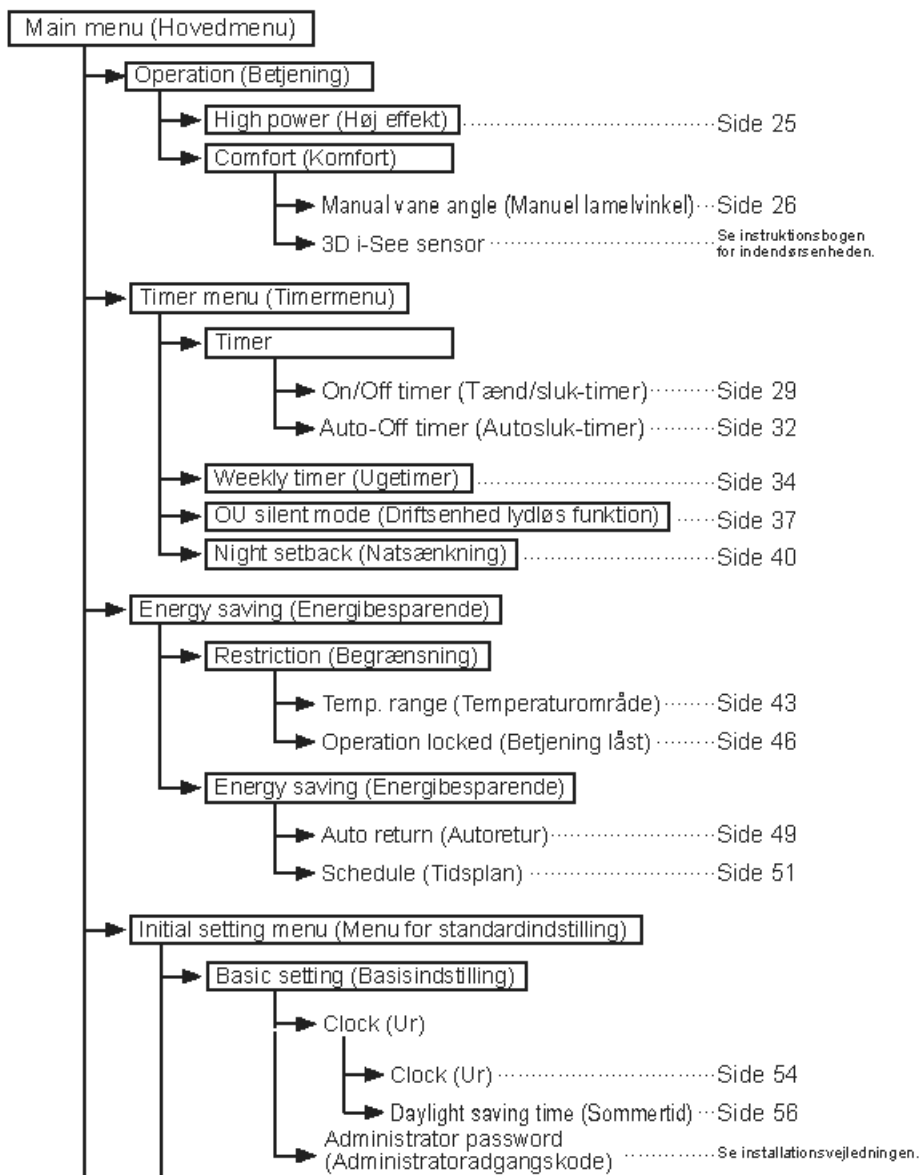 Main menu (Hovedmenu)
Operation (Betjening)
High power (Høj effekt) Side 25
Comfort (Komfort)
Manual vane angle (Manuel lamelvinkel) Side 26
3D i-See sensor Se instruktionsbogen
for indendørsenheden.
Timer menu (Timermenu)
Timer
On/Off timer (Tænd/sluk-timer) Side 29
Auto-Off timer (Autosluk-timer) Side 32
Weekly timer (Ugetimer) Side 34
OU silent mode (Driftsenhed lydløs funktion) Side 37
Night setback (Natsænkning) Side 40
Energy saving (Energibesparende)
Restriction (Begrænsning)
Temp. range (Temperaturområde) Side 43
Operation locked (Betjening låst) Side 46
Energy saving (Energibesparende)
Auto return (Autoretur) Side 49
Schedule (Tidsplan) Side 51
Initial setting menu (Menu for standardindstilling)
Basic setting (Basisindstilling)
Clock (Ur)
Clock (Ur) Side 54
Daylight saving time (Sommertid) Side 56
Administrator password
(Administratoradgangskode) Se installationsvejledningen.